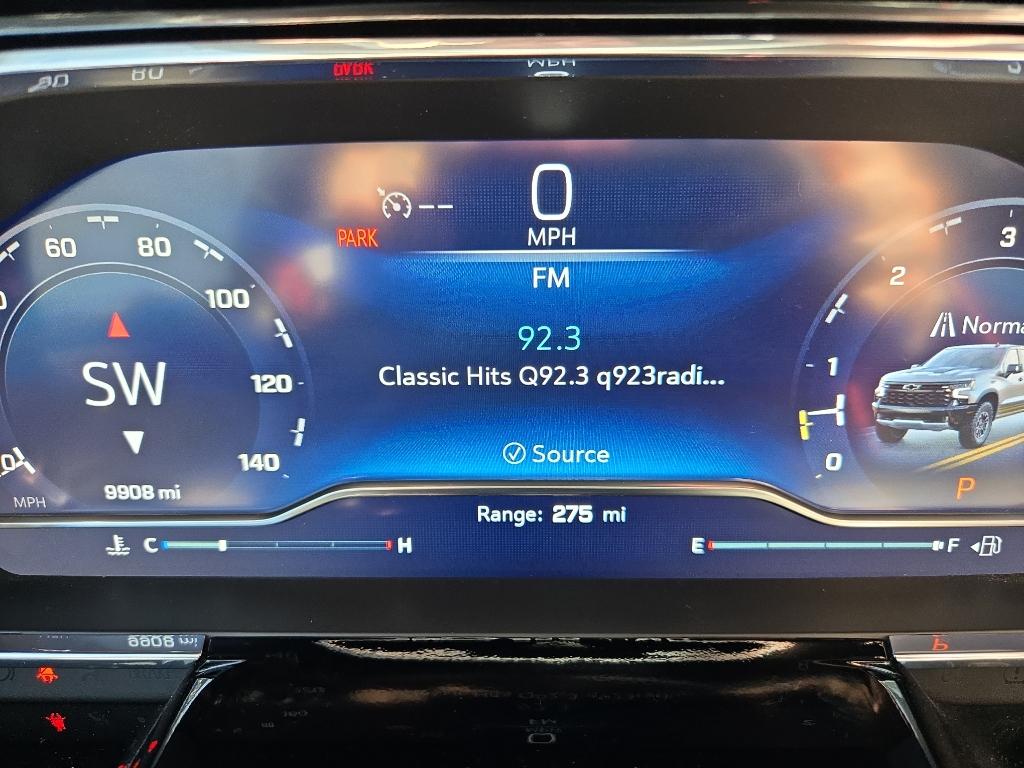 0
MPH
PARK
FM
92.3
Classic Hits Q92.3 q923radi...
Source
60
80
100
120
140
SW
9908 mi
MPH
3
2
1
0
Norma
P
Range: 275 mi
C
H
E
F